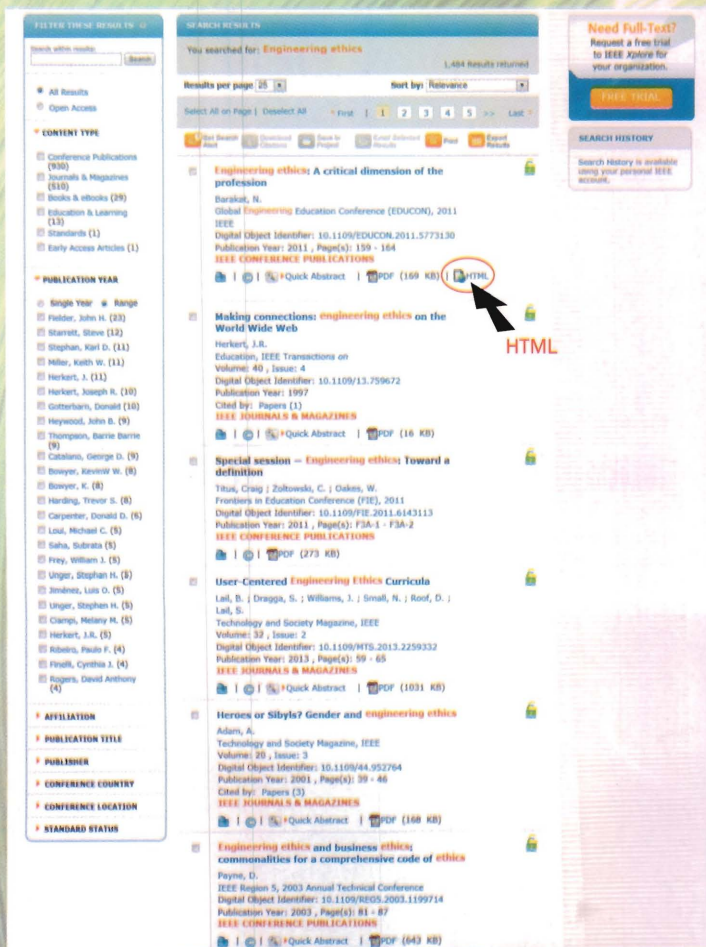 FILTER THESE RESULTS
Search within results:
Search
All Results
Open Access
CONTENT TYPE
Conference Publications
(930)
Journals & Magazines
(510)
Books & eBooks (29)
Education & Learning
(13)
Standards (1)
Early Access Articles (1)
PUBLICATION YEAR
Single Year Range
Fielder, John H. (23)
Starrett, Steve (12)
Stephan, Karl D. (11)
Miller, Keith W. (11)
Herkert, J. (11)
Herkert, Joseph R. (10)
Gotterbarn, Donald (10)
Heywood, John B. (9)
Thompson, Barrie Barrie
(9)
Catalano, George D. (9)
Bowyer, KevinW W. (8)
Bowyer, K. (8)
Harding, Trevor S. (8)
Carpenter, Donald D. (6)
Loui, Michael C. (5)
Saha, Subrata (5)
Frey, William J. (5)
Unger, Stephan H. (5)
Jiménez, Luis O. (5)
Unger, Stephen H. (5)
Ciampi, Melany M. (5)
Herkert, J.R. (5)
Ribeiro, Paulo F. (4)
Finelli, Cynthia J. (4)
Rogers, David Anthony
(4)
AFFILIATION
PUBLICATION TITLE
PUBLISHER
CONFERENCE COUNTRY
CONFERENCE LOCATION
STANDARD STATUS
SEARCH RESULTS
You searched for: Engineering ethics
1,484 Results returned
Results per page 25 Sort by: Relevance
Select All on Page | Deselect All First | 1 2 3 4 5 >> Last
Set Search Alert Download Citations Save to Project Email Selected Results Print Export Results
Engineering ethics: A critical dimension of the
profession
Barakat, N.
Global Engineering Education Conference (EDUCON), 2011
IEEE
Digital Object Identifier: 10.1109/EDUCON.2011.5773130
Publication Year: 2011 , Page(s): 159 - 164
IEEE CONFERENCE PUBLICATIONS
| © | Quick Abstract | PDF (169 KB) | HTML
HTML
Making connections: engineering ethics on the
World Wide Web
Herkert, J.R.
Education, IEEE Transactions on
Volume: 40 , Issue: 4
Digital Object Identifier: 10.1109/13.759672
Publication Year: 1997
Cited by: Papers (1)
IEEE JOURNALS & MAGAZINES
| © | Quick Abstract | PDF (16 KB)
Special session — Engineering ethics: Toward a
definition
Titus, Craig ; Zoltowski, C. ; Oakes, W.
Frontiers in Education Conference (FIE), 2011
Digital Object Identifier: 10.1109/FIE.2011.6143113
Publication Year: 2011 , Page(s): F3A-1 - F3A-2
IEEE CONFERENCE PUBLICATIONS
| © | PDF (273 KB)
User-Centered Engineering Ethics Curricula
Lail, B. ; Dragga, S. ; Williams, J. ; Small, N. ; Roof, D. ;
Lail, S.
Technology and Society Magazine, IEEE
Volume: 32 , Issue: 2
Digital Object Identifier: 10.1109/MTS.2013.2259332
Publication Year: 2013 , Page(s): 59 - 65
IEEE JOURNALS & MAGAZINES
| © | Quick Abstract | PDF (1031 KB)
Heroes or Sibyls? Gender and engineering ethics
Adam, A.
Technology and Society Magazine, IEEE
Volume: 20 , Issue: 3
Digital Object Identifier: 10.1109/44.952764
Publication Year: 2001 , Page(s): 39 - 46
Cited by: Papers (3)
IEEE JOURNALS & MAGAZINES
| © | Quick Abstract | PDF (168 KB)
Engineering ethics and business ethics;
commonalities for a comprehensive code of ethics
Payne, D.
IEEE Region 5, 2003 Annual Technical Conference
Digital Object Identifier: 10.1109/REG5.2003.1199714
Publication Year: 2003 , Page(s): 81 - 87
IEEE CONFERENCE PUBLICATIONS
| © | Quick Abstract | PDF (643 KB)
Need Full-Text?
Request a free trial
to IEEE Xplore for
your organization.
FREE TRIAL
SEARCH HISTORY
Search History is available
using your personal IEEE
account.